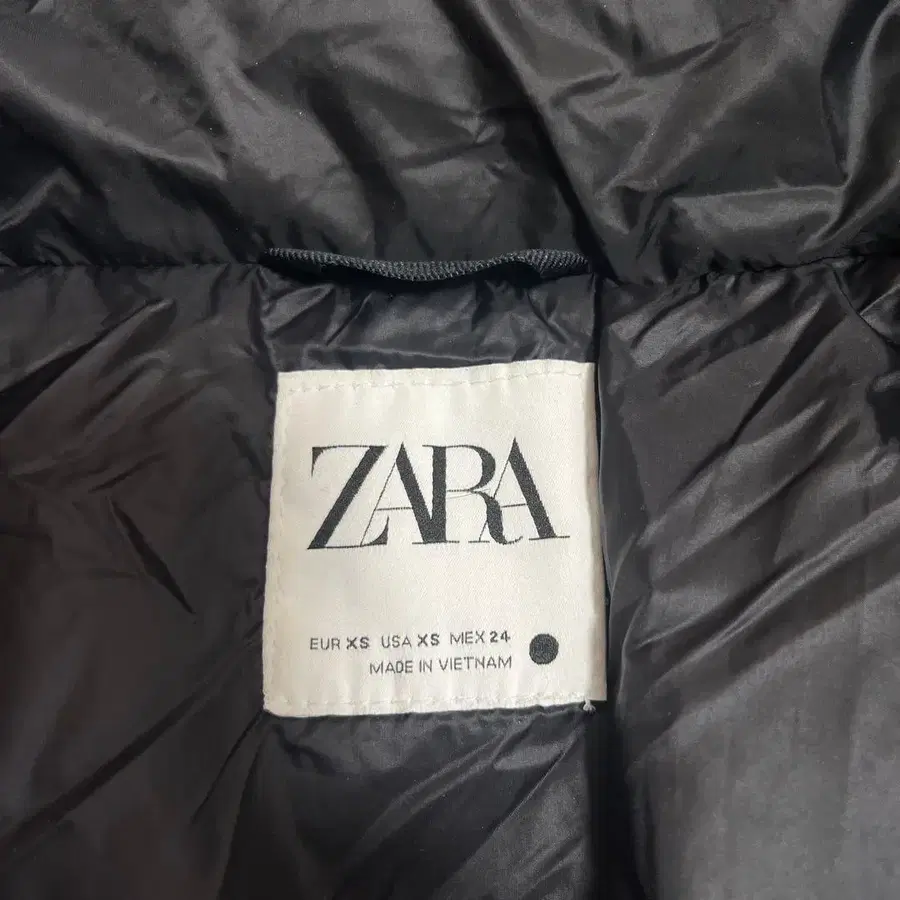 ZARA
EUR XS USA XS MEX 24
MADE IN VIETNAM